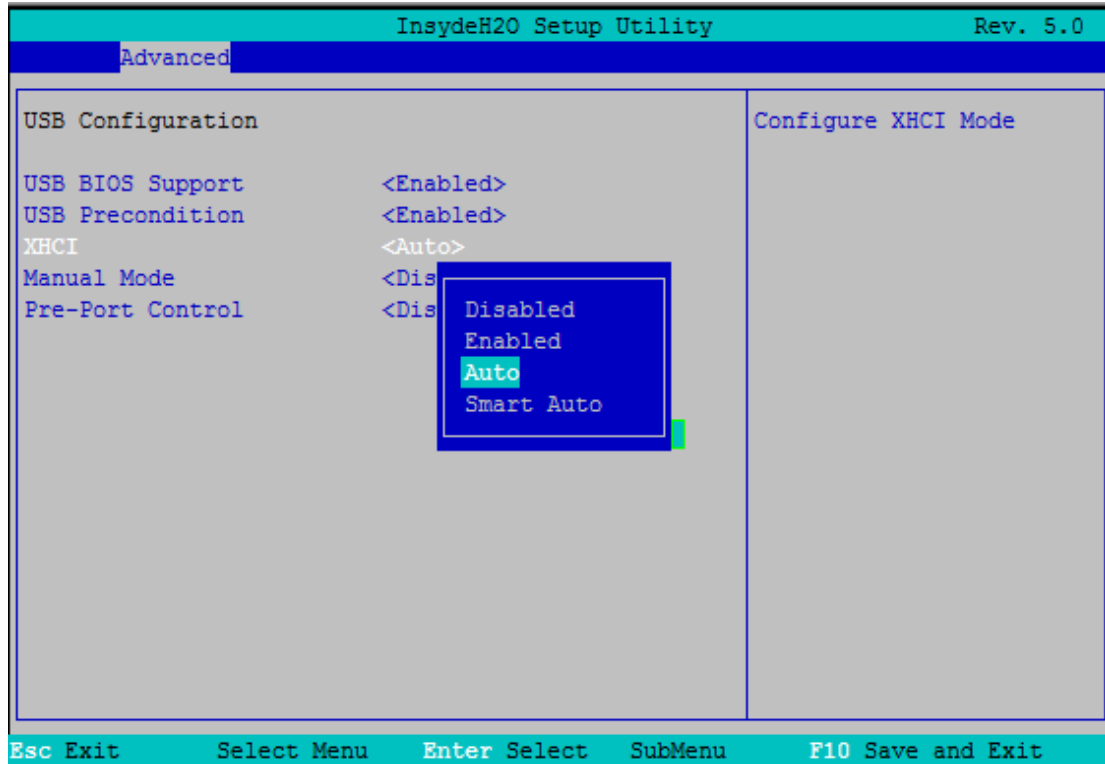 InsydeH2O Setup Utility Rev. 5.0
Advanced
USB Configuration
Configure XHCI Mode
USB BIOS Support <Enabled>
USB Precondition <Enabled>
XHCI <Auto>
Manual Mode <Dis
Pre-Port Control <Dis
Disabled
Enabled
Auto
Smart Auto
Esc Exit Select Menu Enter Select SubMenu F10 Save and Exit